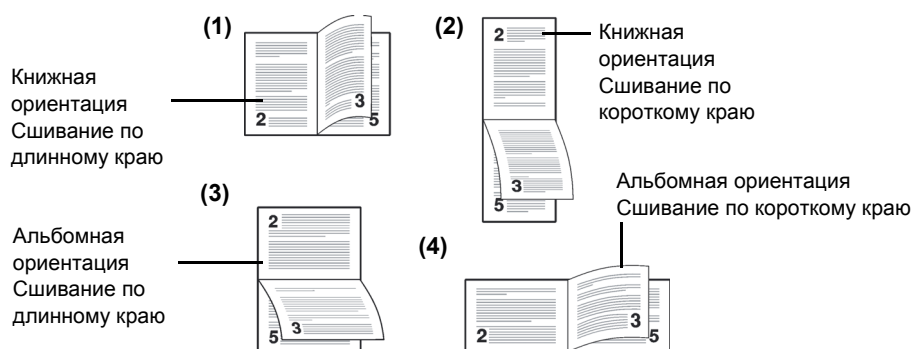 (1)
Книжная
ориентация
Сшивание по
длинному краю
2
3
5
(2)
2
3
5
Книжная
ориентация
Сшивание по
короткому краю
(3)
Альбомная
ориентация
Сшивание по
длинному краю
2
3
5
(4)
Альбомная ориентация
Сшивание по короткому краю
2
3
5